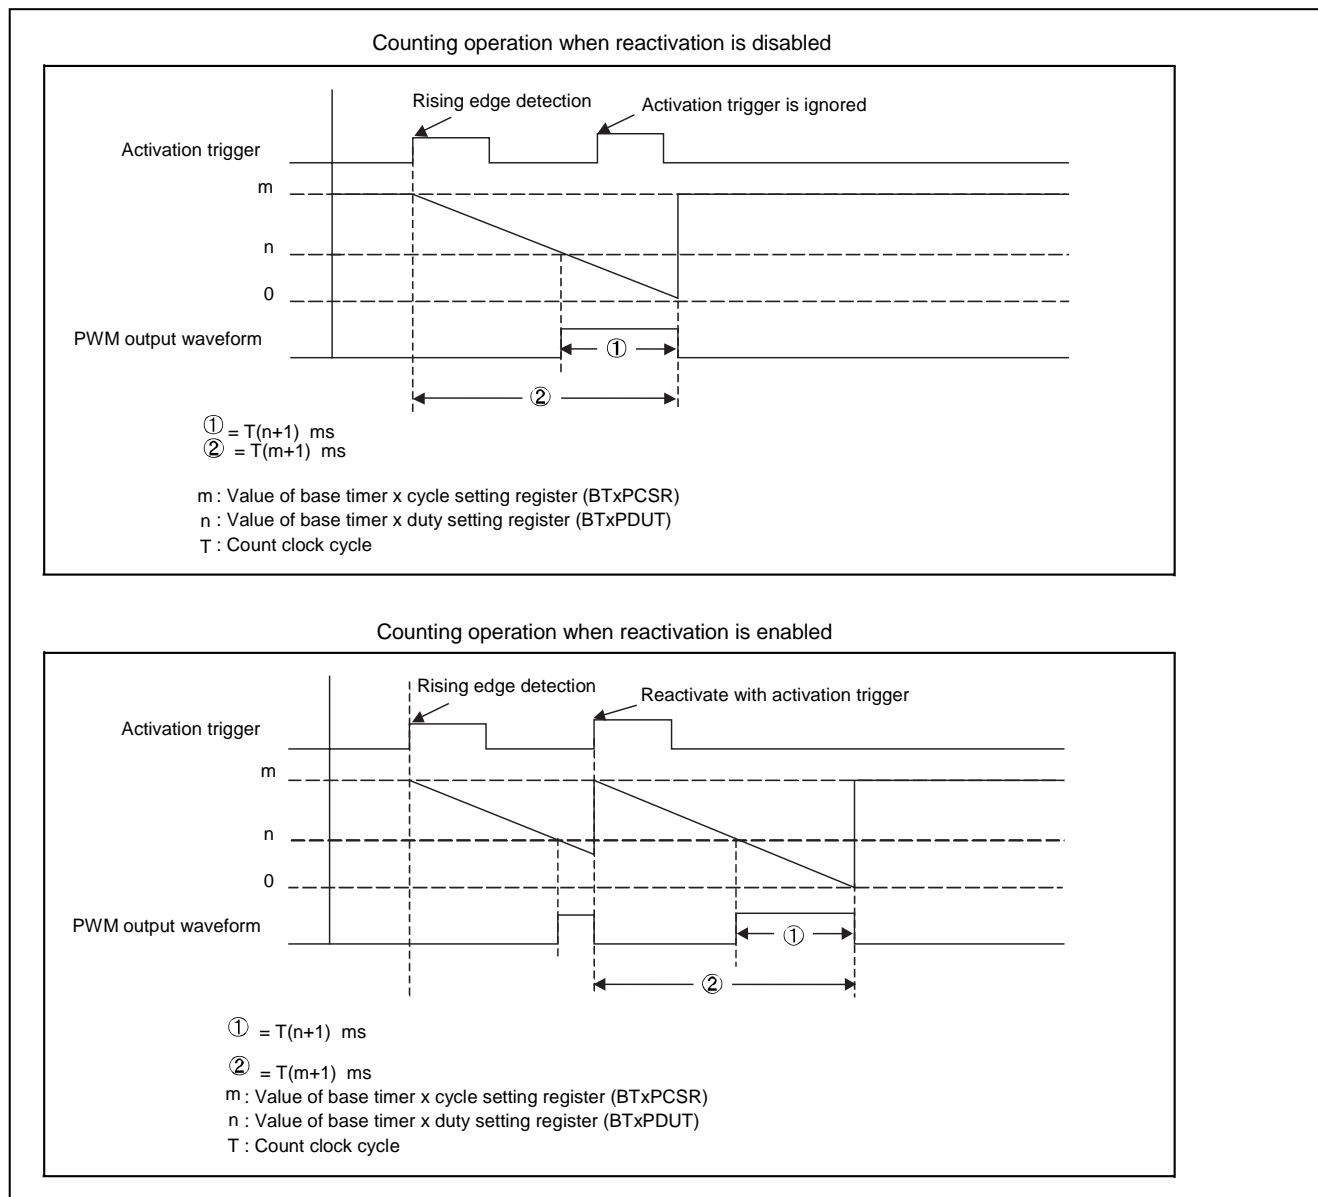 Counting operation when reactivation is disabled
Rising edge detection
Activation trigger is ignored
Activation trigger
m
n
0
PWM output waveform
①
②
① = T(n+1) ms
② = T(m+1) ms
m : Value of base timer x cycle setting register (BTxPCSR)
n : Value of base timer x duty setting register (BTxPDUT)
T : Count clock cycle
Counting operation when reactivation is enabled
Rising edge detection
Reactivate with activation trigger
Activation trigger
m
n
0
PWM output waveform
①
②
① = T(n+1) ms
② = T(m+1) ms
m : Value of base timer x cycle setting register (BTxPCSR)
n : Value of base timer x duty setting register (BTxPDUT)
T : Count clock cycle